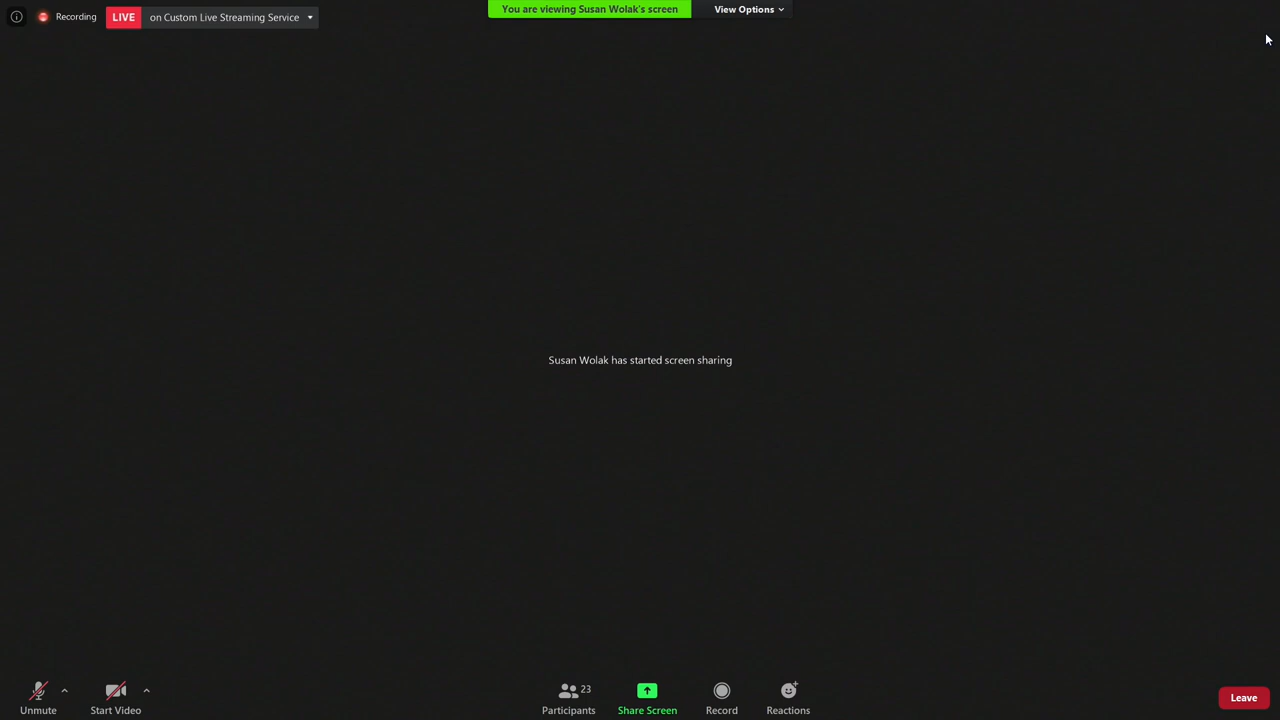 Recording
LIVE on Custom Live Streaming Service
You are viewing Susan Wolak's screen
View Options
Susan Wolak has started screen sharing
Unmute
Start Video
23
Participants
Share Screen
Record
Reactions
Leave